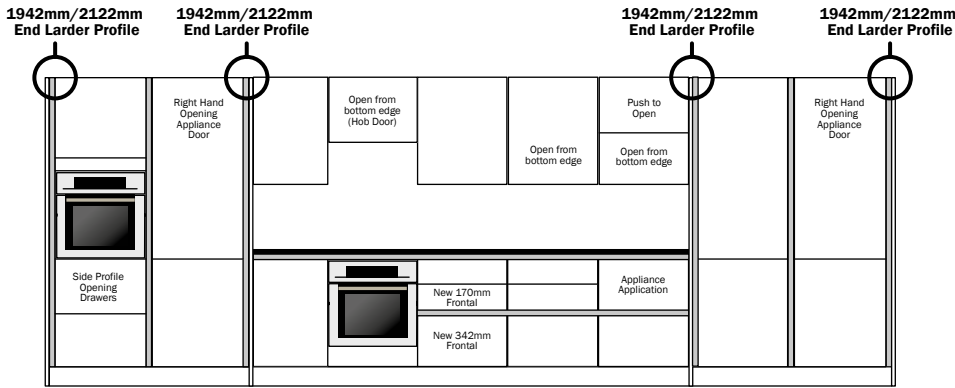 1942mm/2122mm
End Larder Profile
1942mm/2122mm
End Larder Profile
1942mm/2122mm
End Larder Profile
1942mm/2122mm
End Larder Profile
Right Hand
Opening
Appliance
Door
Open from
bottom edge
(Hob Door)
Open from
bottom edge
Push to
Open
Open from
bottom edge
Right Hand
Opening
Appliance
Door
Side Profile
Opening
Drawers
New 170mm
Frontal
New 342mm
Frontal
Appliance
Application